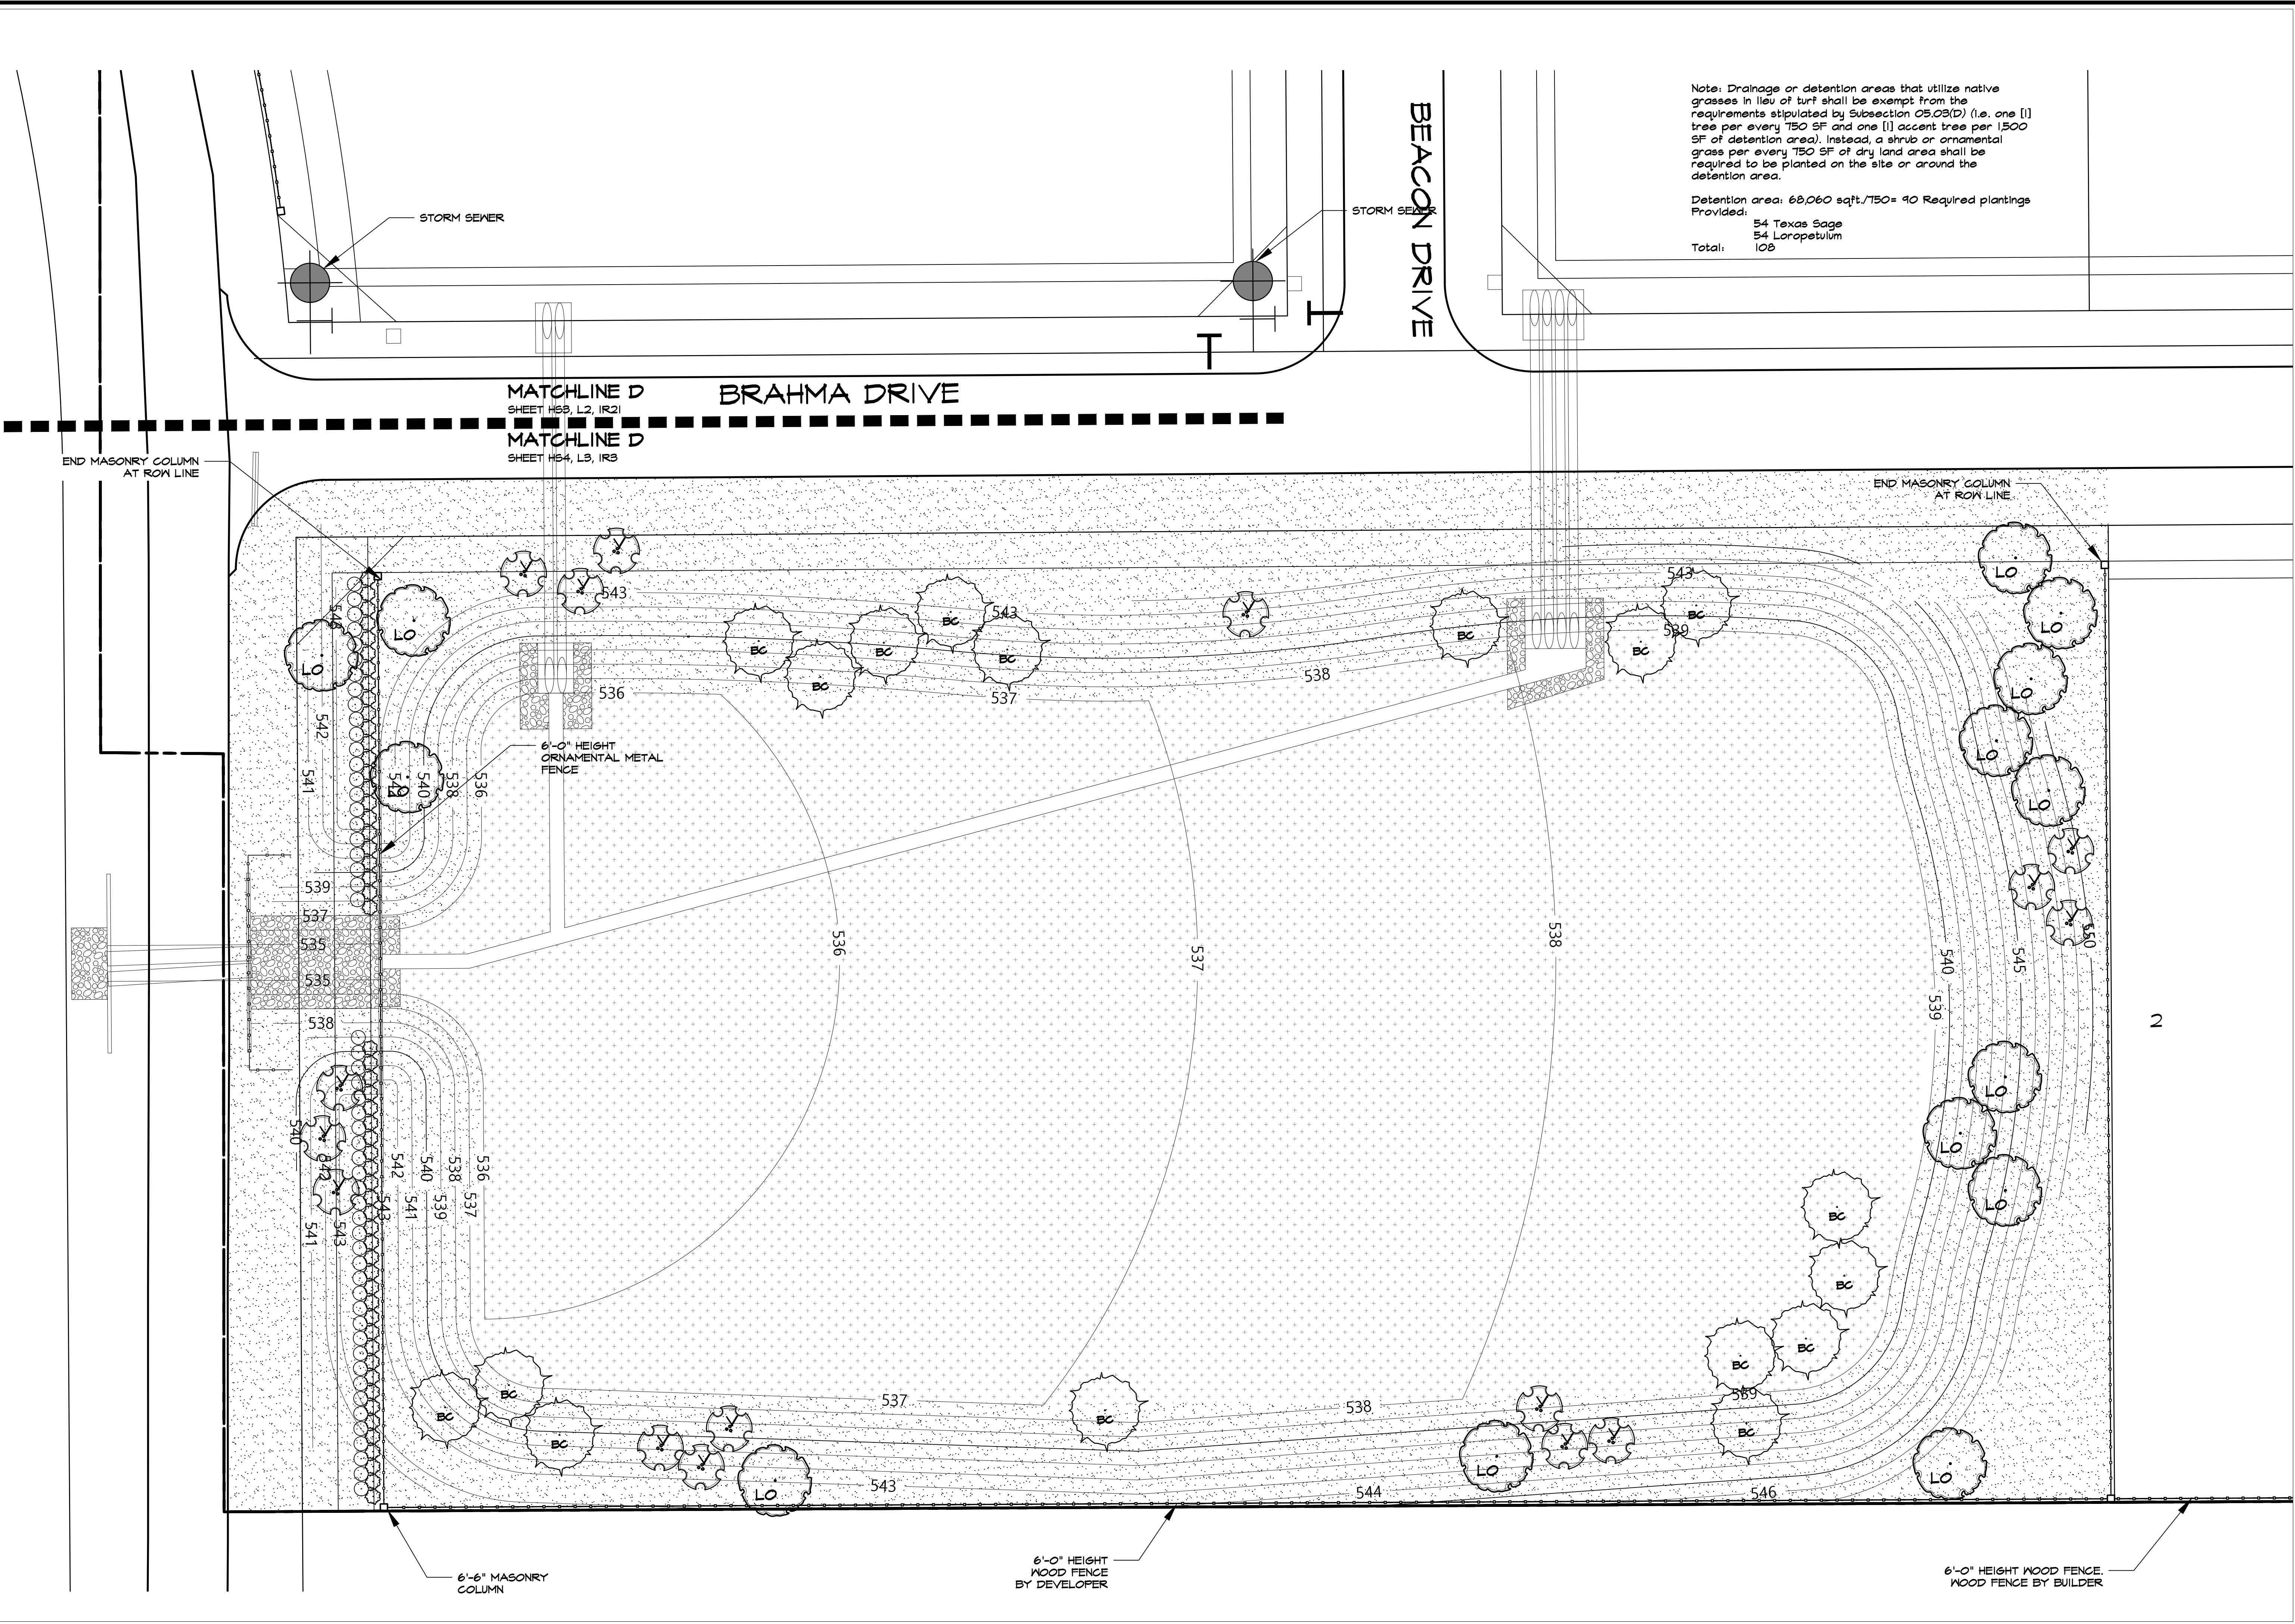 Note: Drainage or detention areas that utilize native
grasses in lieu of turf shall be exempt from the
requirements stipulated by Subsection 05.03(D) (i.e. one [1]
tree per every 750 SF and one [1] accent tree per 1,500
SF of detention area). Instead, a shrub or ornamental
grass per every 750 SF of dry land area shall be
required to be planted on the site or around the
detention area.
Detention area: 68,060 sqft./750= 90 Required plantings
Provided:
54 Texas Sage
54 Loropetulum
Total: 108
STORM SEWER
STORM SEWER
BEACON DRIVE
MATCHLINE D
SHEET HS3, L2, IR21
BRAHMA DRIVE
MATCHLINE D
SHEET HS4, L3, IR3
END MASONRY COLUMN
AT ROW LINE
END MASONRY COLUMN
AT ROW LINE
543
543
543
539
538
537
536
LO
LO
LO
LO
LO
LO
LO
LO
BC
BC
BC
BC
BC
BC
BC
BC
542
541
540
538
536
6'-0" HEIGHT
ORNAMENTAL METAL
FENCE
539
537
535
535
538
536
537
538
540
539
545
550
2
LO
LO
LO
540
542
542
540
538
536
543
541
539
537
541
543
BC
BC
BC
BC
BC
BC
BC
BC
BC
537
538
539
LO
LO
LO
543
544
546
6'-6" MASONRY
COLUMN
6'-0" HEIGHT
WOOD FENCE
BY DEVELOPER
6'-0" HEIGHT WOOD FENCE.
WOOD FENCE BY BUILDER